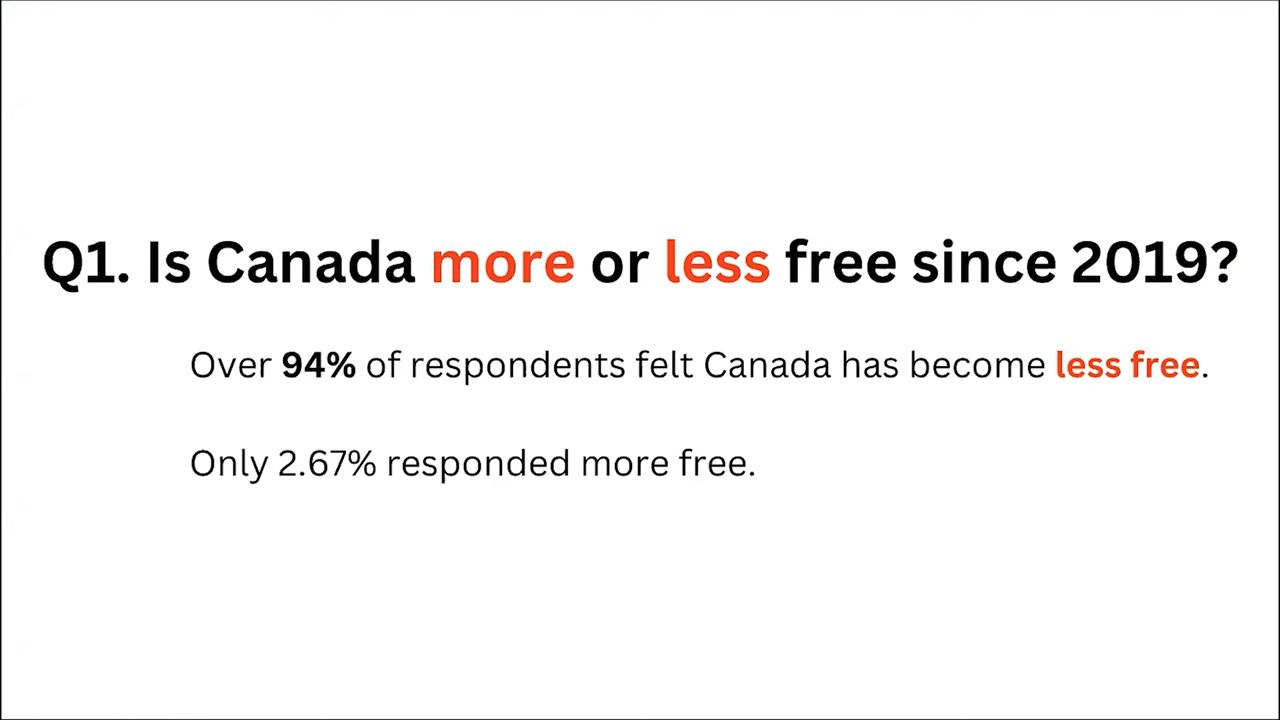 Q1. Is Canada more or less free since 2019?
Over 94% of respondents felt Canada has become less free.
Only 2.67% responded more free.